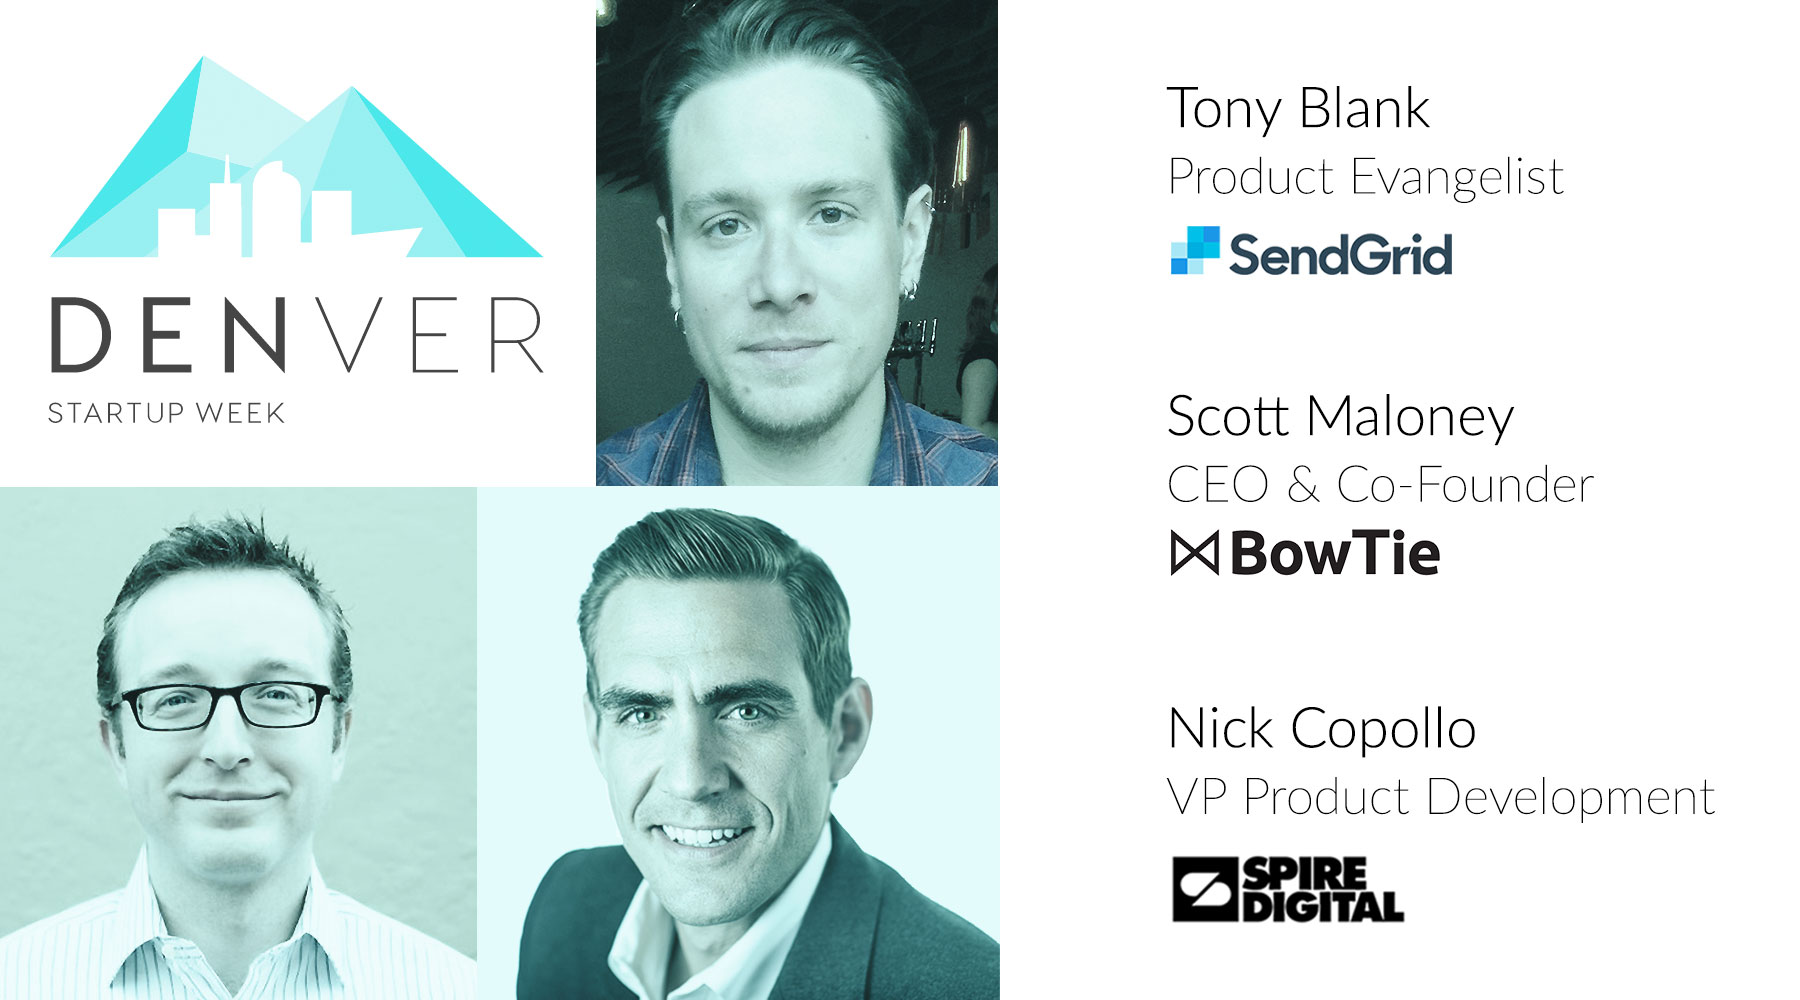 DENVER
STARTUP WEEK
Tony Blank
Product Evangelist
SendGrid
Scott Maloney
CEO & Co-Founder
BowTie
Nick Copollo
VP Product Development
SPIRE
DIGITAL